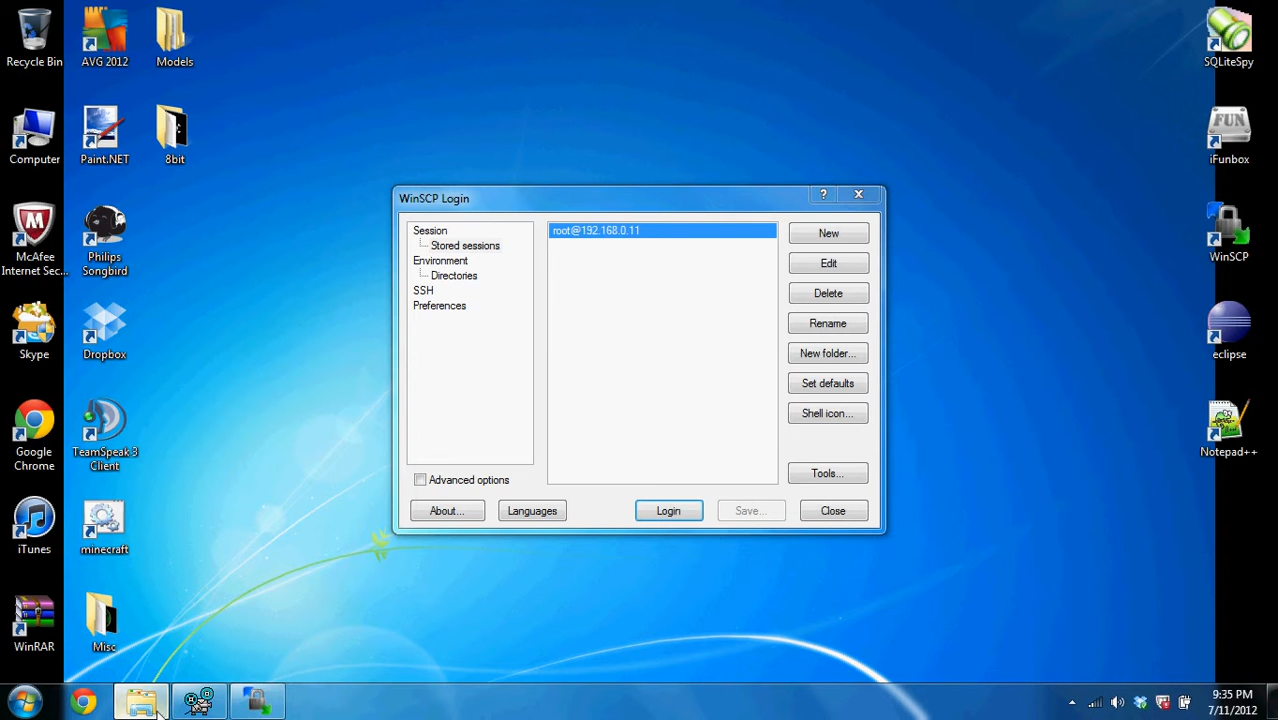 Recycle Bin
AVG 2012
Models
SQLiteSpy
Computer
Paint.NET
8bit
FUN
iFunbox
McAfee
Internet Sec...
Philips
Songbird
WinSCP
Skype
Dropbox
eclipse
Google
Chrome
TeamSpeak 3
Client
Notepad++
iTunes
minecraft
WinRAR
Misc
WinSCP Login
?
Session
Stored sessions
Environment
Directories
SSH
Preferences
root@192.168.0.11
New
Edit
Delete
Rename
New folder...
Set defaults
Shell icon...
Tools...
Advanced options
About...
Languages
Login
Save...
Close
9:35 PM
7/11/2012